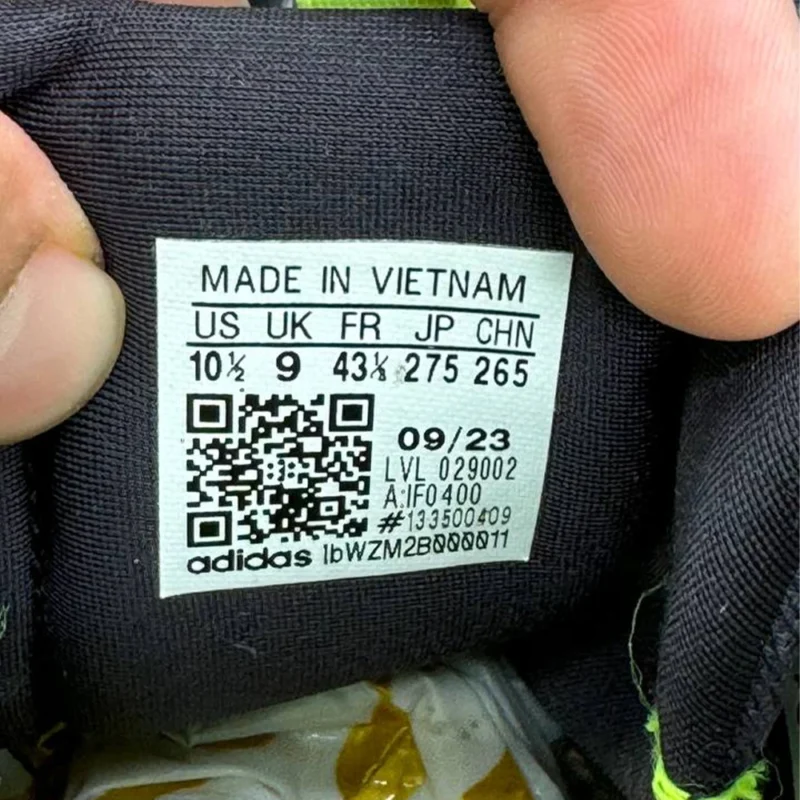 MADE IN VIETNAM
US UK FR JP CHN
10½ 9 43⅓ 275 265
09/23
LVL 029002
A:IF0400
#133500409
adidas 1bWZM2B000011